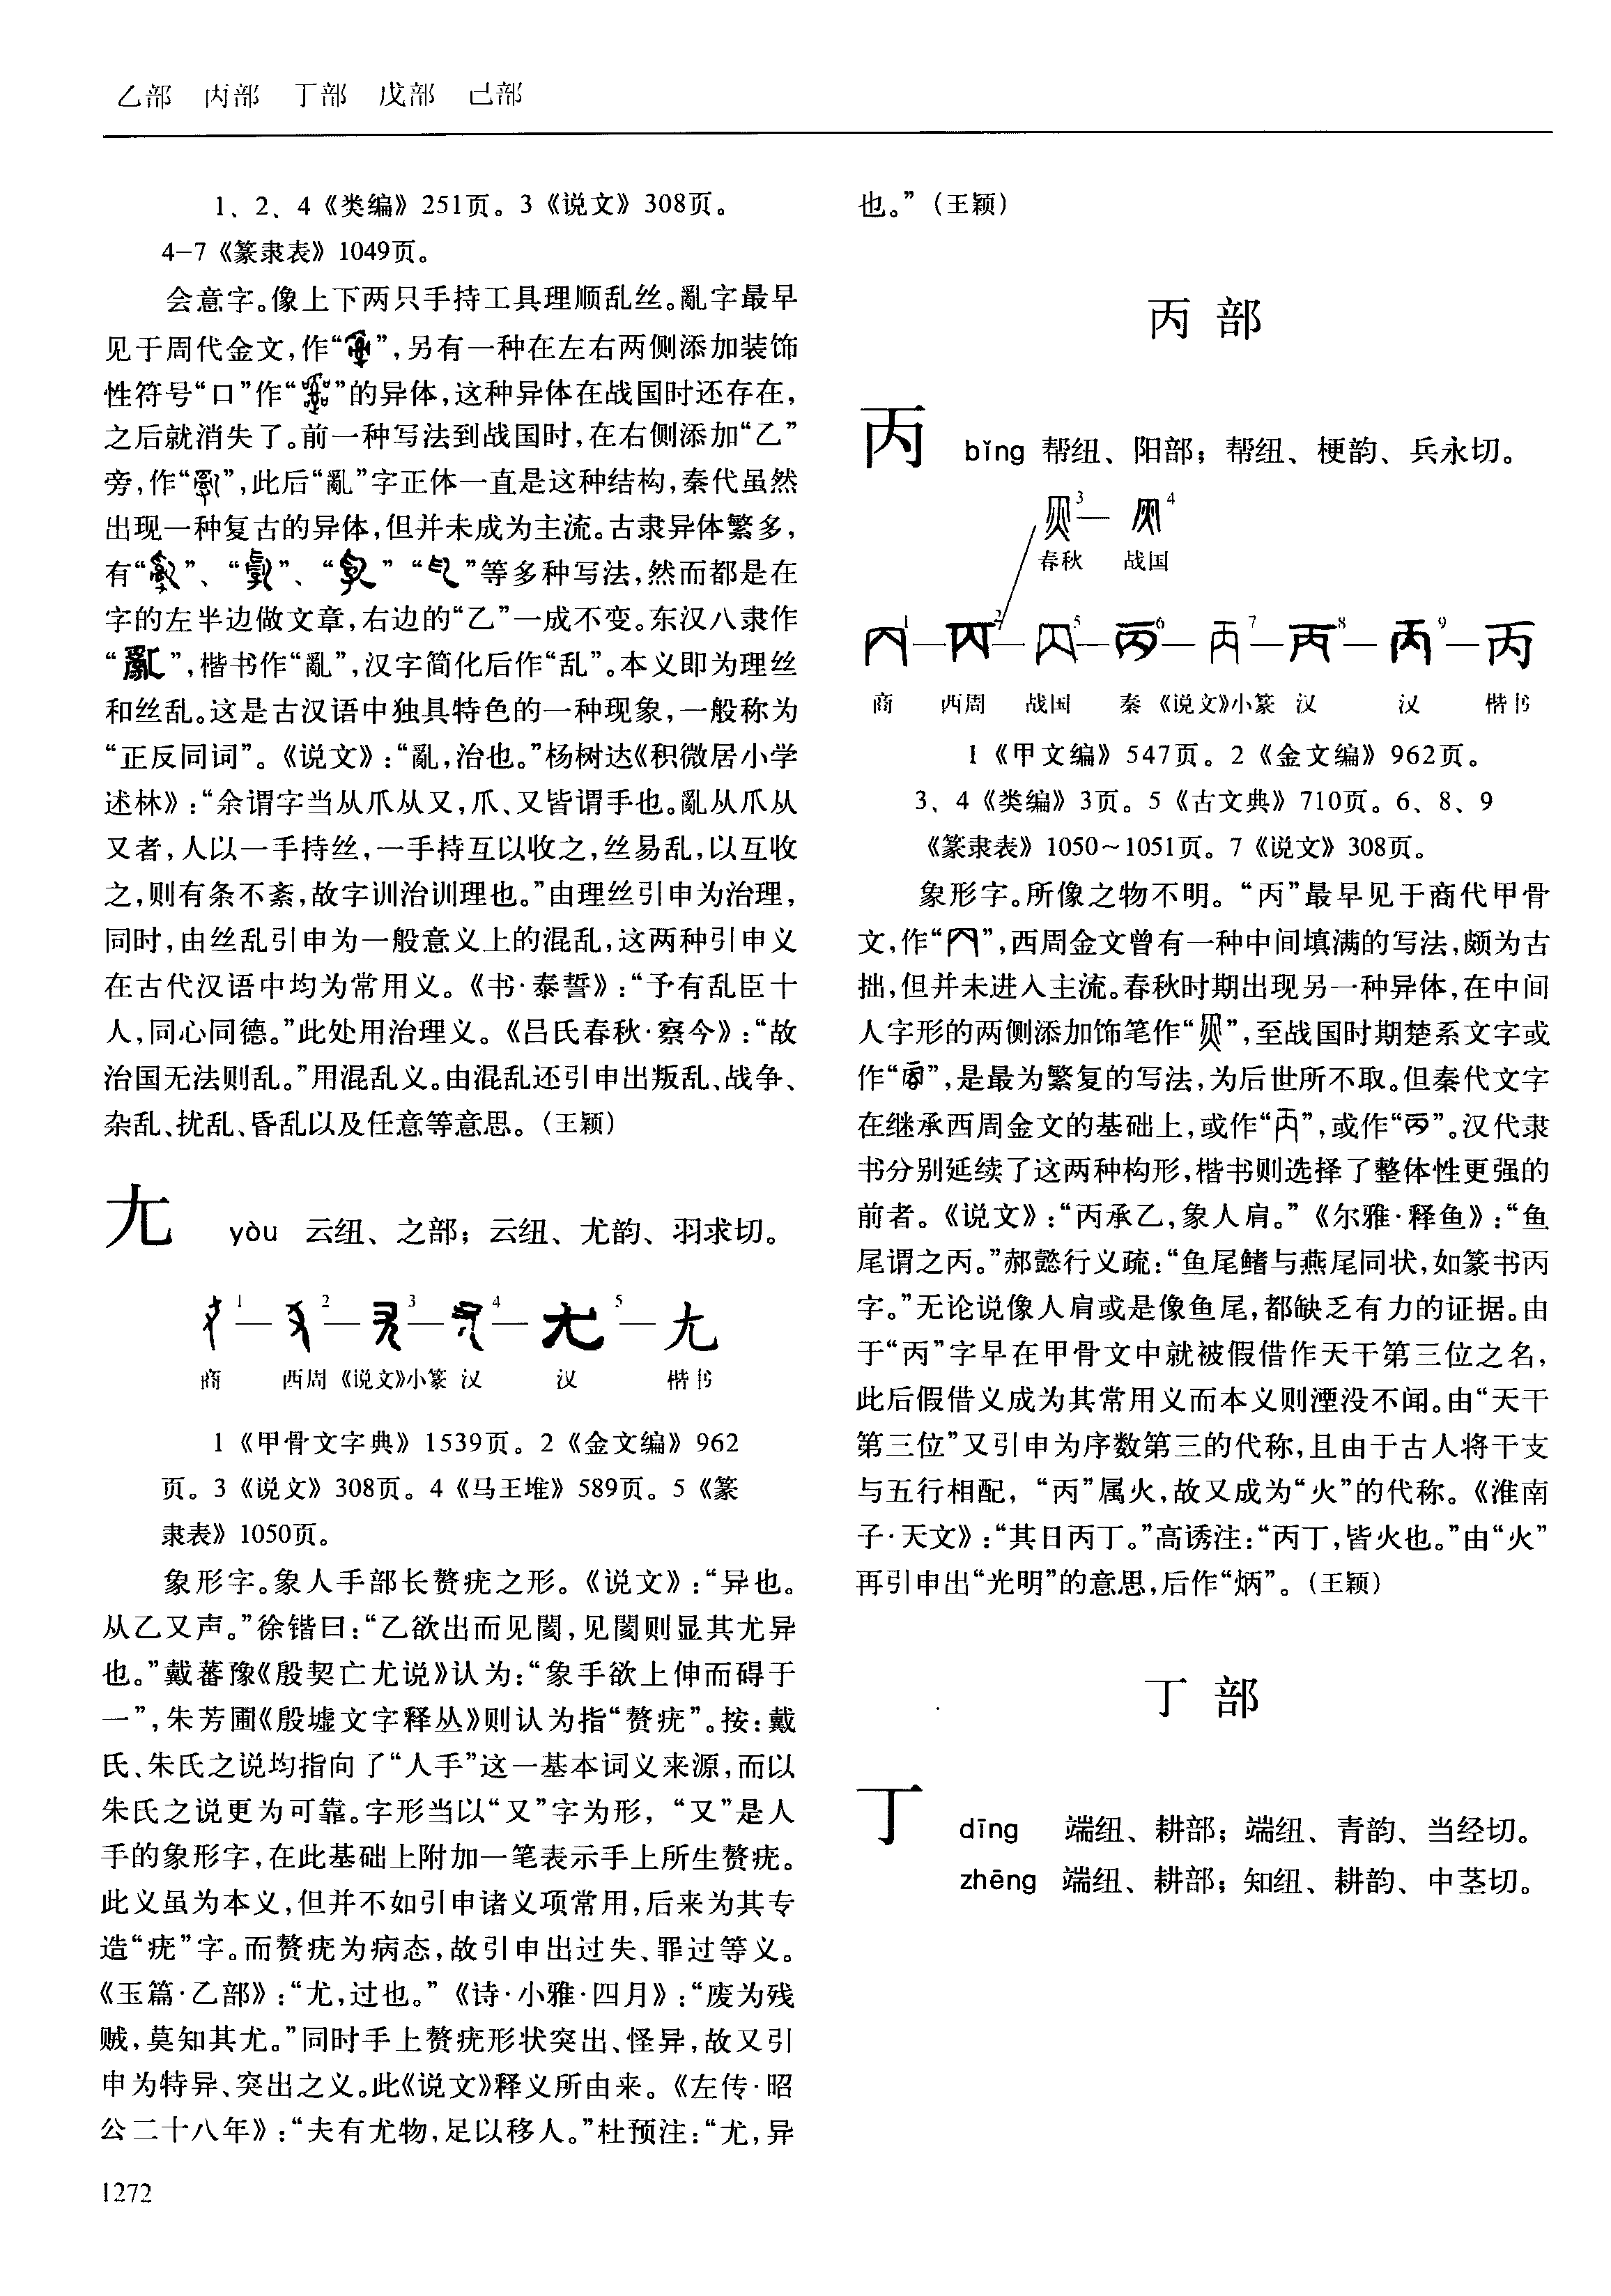 乙部 丙部 丁部 戊部 己部
1、2、4《类编》251页。3《说文》308页。
4-7《篆隶表》1049页。
会意字。像上下两只手持工具理顺乱丝。亂字最早
见于周代金文,作“”,另有一种在左右两侧添加装饰
性符号“口”作“”的异体,这种异体在战国时还存在,
之后就消失了。前一种写法到战国时,在右侧添加“乙”
旁,作“”,此后“亂”字正体一直是这种结构,秦代虽然
出现一种复古的异体,但并未成为主流。古隶异体繁多,
有“”、“”、“”“”等多种写法,然而都是在
字的左半边做文章,右边的“乙”一成不变。东汉八隶作
“”,楷书作“亂”,汉字简化后作“乱”。本义即为理丝
和丝乱。这是古汉语中独具特色的一种现象,一般称为
“正反同词”。《说文》:“亂,治也。”杨树达《积微居小学
述林》:“余谓字当从爪从又,爪、又皆谓手也。亂从爪从
又者,人以一手持丝,一手持互以收之,丝易乱,以互收
之,则有条不紊,故字训治训理也。”由理丝引申为治理,
同时,由丝乱引申为一般意义上的混乱,这两种引申义
在古代汉语中均为常用义。《书·泰誓》:“予有乱臣十
人,同心同德。”此处用治理义。《吕氏春秋·察今》:“故
治国无法则乱。”用混乱义。由混乱还引申出叛乱、战争、
杂乱、扰乱、昏乱以及任意等意思。(王颖)
尤 yòu 云纽、之部;云纽、尤韵、羽求切。
1 — 2 — 3 — 4 — 5 — 尤
商 西周 《说文》小篆 汉 汉 楷书
1《甲骨文字典》1539页。2《金文编》962
页。3《说文》308页。4《马王堆》589页。5《篆
隶表》1050页。
象形字。象人手部长赘疣之形。《说文》:“异也。
从乙又声。”徐锴曰:“乙欲出而见阂,见阂则显其尤异
也。”戴蕃豫《殷契亡尤说》认为:“象手欲上伸而碍于
一”,朱芳圃《殷墟文字释丛》则认为指“赘疣”。按:戴
氏、朱氏之说均指向了“人手”这一基本词义来源,而以
朱氏之说更为可靠。字形当以“又”字为形,“又”是人
手的象形字,在此基础上附加一笔表示手上所生赘疣。
此义虽为本义,但并不如引申诸义项常用,后来为其专
造“疣”字。而赘疣为病态,故引申出过失、罪过等义。
《玉篇·乙部》:“尤,过也。”《诗·小雅·四月》:“废为残
贼,莫知其尤。”同时手上赘疣形状突出、怪异,故又引
申为特异、突出之义。此《说文》释义所由来。《左传·昭
公二十八年》:“夫有尤物,足以移人。”杜预注:“尤,异
也。”(王颖)
丙部
丙 bǐng 帮纽、阳部;帮纽、梗韵、兵永切。
3 — 4
春秋 战国
1 — 2 — 5 — 6 — 7 — 8 — 9 — 丙
商 西周 战国 秦 《说文》小篆 汉 汉 楷书
1《甲文编》547页。2《金文编》962页。
3、4《类编》3页。5《古文典》710页。6、8、9
《篆隶表》1050~1051页。7《说文》308页。
象形字。所像之物不明。“丙”最早见于商代甲骨
文,作“”,西周金文曾有一种中间填满的写法,颇为古
拙,但并未进入主流。春秋时期出现另一种异体,在中间
人字形的两侧添加饰笔作“”,至战国时期楚系文字或
作“”,是最为繁复的写法,为后世所不取。但秦代文字
在继承西周金文的基础上,或作“”,或作“”。汉代隶
书分别延续了这两种构形,楷书则选择了整体性更强的
前者。《说文》:“丙承乙,象人肩。”《尔雅·释鱼》:“鱼
尾谓之丙。”郝懿行义疏:“鱼尾鳍与燕尾同状,如篆书丙
字。”无论说像人肩或是像鱼尾,都缺乏有力的证据。由
于“丙”字早在甲骨文中就被假借作天干第三位之名,
此后假借义成为其常用义而本义则湮没不闻。由“天干
第三位”又引申为序数第三的代称,且由于古人将干支
与五行相配,“丙”属火,故又成为“火”的代称。《淮南
子·天文》:“其日丙丁。”高诱注:“丙丁,皆火也。”由“火”
再引申出“光明”的意思,后作“炳”。(王颖)
丁部
丁 dīng 端纽、耕部;端纽、青韵、当经切。
zhēng 端纽、耕部;知纽、耕韵、中茎切。
1272